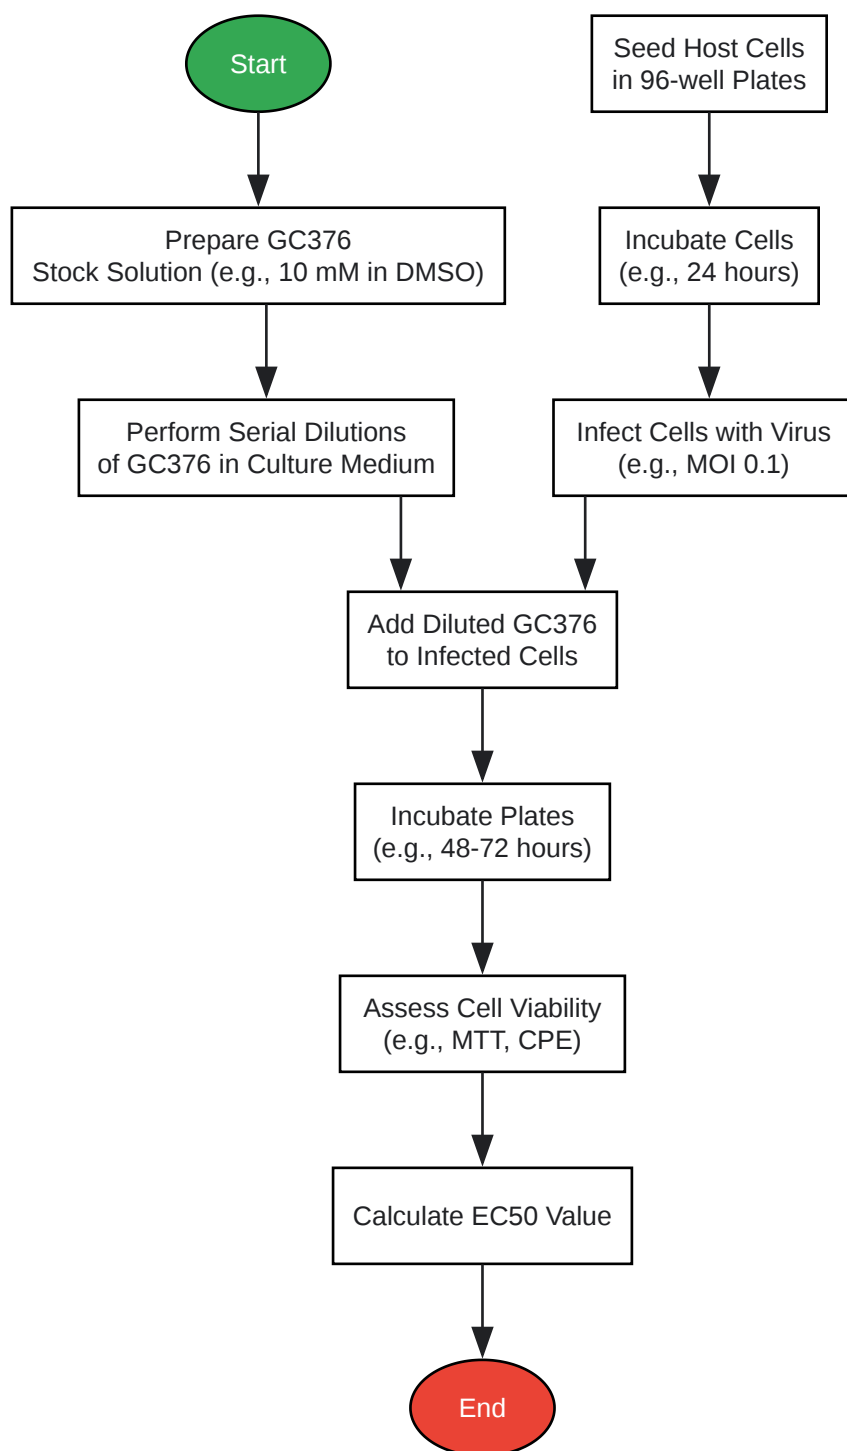 Start
Seed Host Cells
in 96-well Plates
Prepare GC376
Stock Solution (e.g., 10 mM in DMSO)
Incubate Cells
(e.g., 24 hours)
Perform Serial Dilutions
of GC376 in Culture Medium
Infect Cells with Virus
(e.g., MOI 0.1)
Add Diluted GC376
to Infected Cells
Incubate Plates
(e.g., 48-72 hours)
Assess Cell Viability
(e.g., MTT, CPE)
Calculate EC50 Value
End